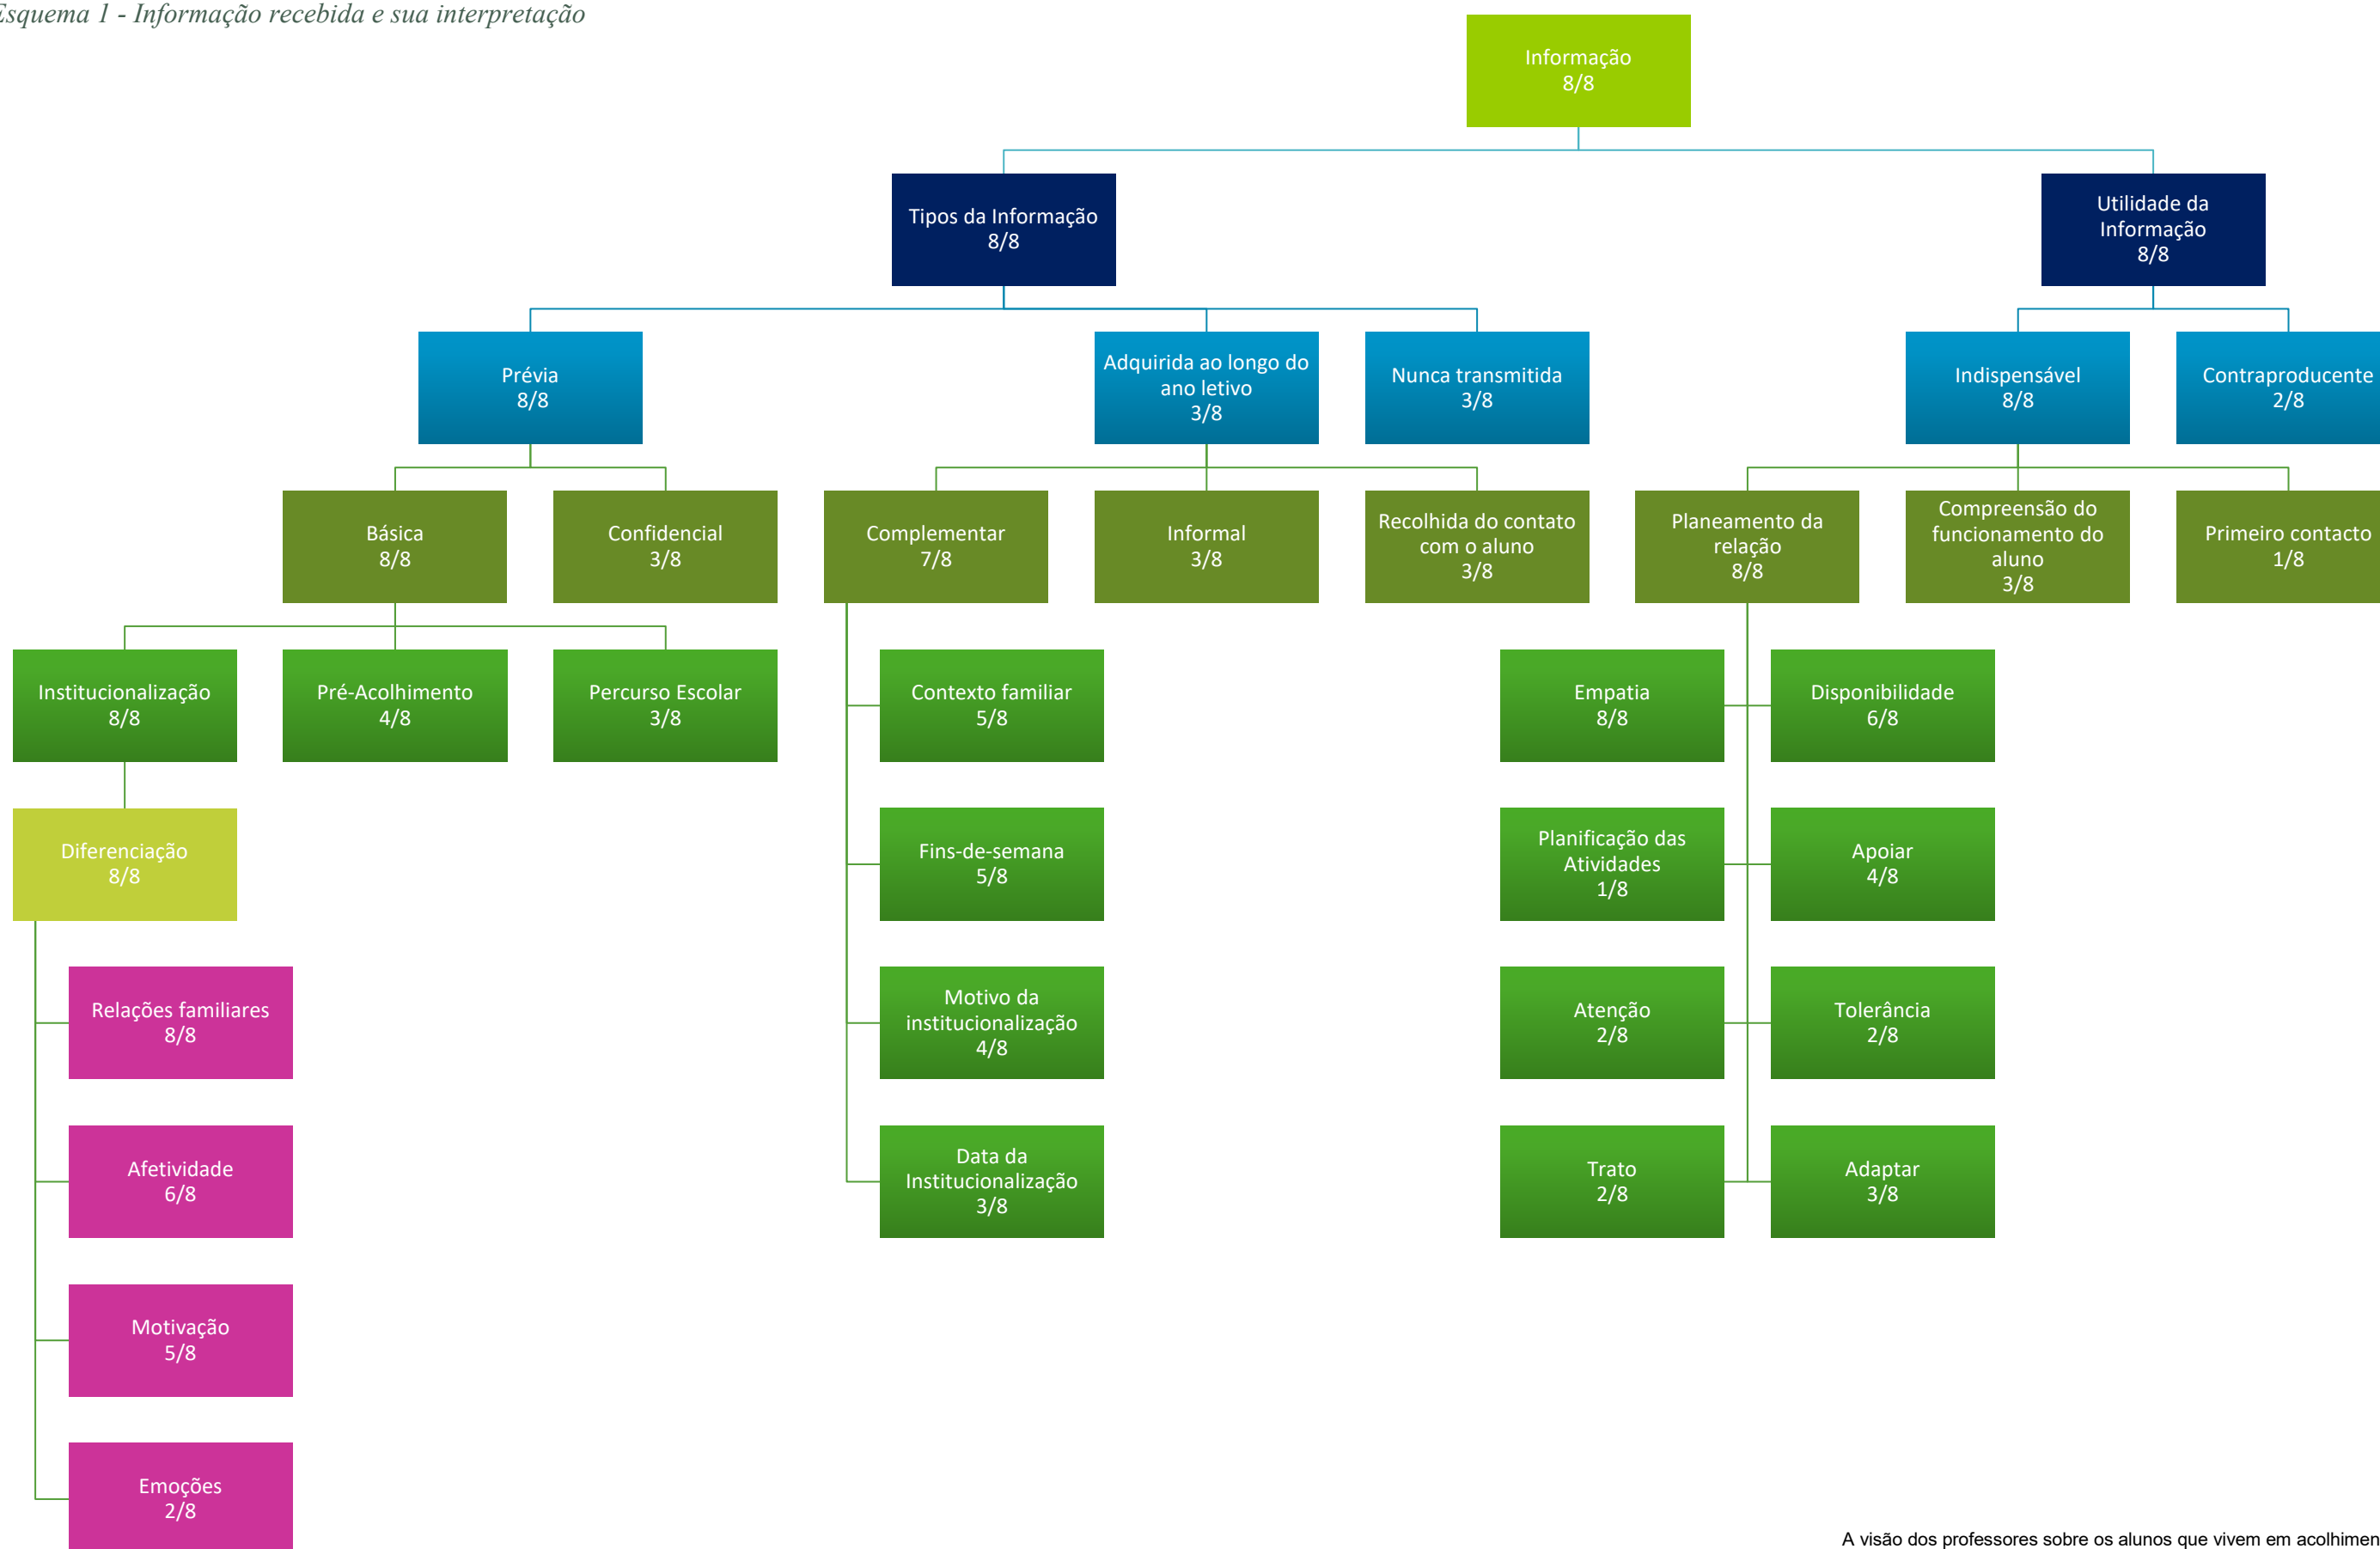 Esquema 1 - Informação recebida e sua interpretação
Informação
8/8
Tipos da Informação
8/8
Utilidade da
Informação
8/8
Prévia
8/8
Adquirida ao longo do
ano letivo
3/8
Nunca transmitida
3/8
Indispensável
8/8
Contraproducente
2/8
Básica
8/8
Confidencial
3/8
Complementar
7/8
Informal
3/8
Recolhida do contato
com o aluno
3/8
Planeamento da
relação
8/8
Compreensão do
funcionamento do
aluno
3/8
Primeiro contacto
1/8
Institucionalização
8/8
Pré-Acolhimento
4/8
Percurso Escolar
3/8
Contexto familiar
5/8
Empatia
8/8
Disponibilidade
6/8
Diferenciação
8/8
Fins-de-semana
5/8
Planificação das
Atividades
1/8
Apoiar
4/8
Relações familiares
8/8
Motivo da
institucionalização
4/8
Atenção
2/8
Tolerância
2/8
Afetividade
6/8
Data da
Institucionalização
3/8
Trato
2/8
Adaptar
3/8
Motivação
5/8
Emoções
2/8
A visão dos professores sobre os alunos que vivem em acolhimen